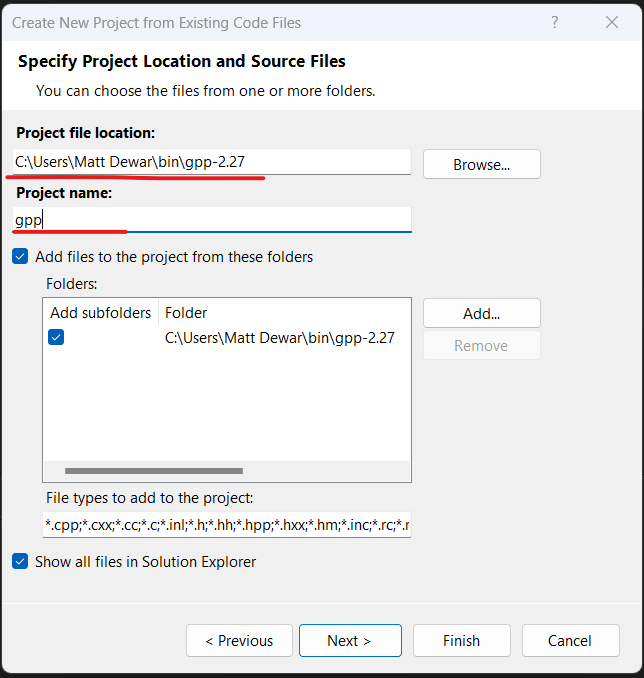 Create New Project from Existing Code Files
?
Specify Project Location and Source Files
You can choose the files from one or more folders.
Project file location:
C:\Users\Matt Dewar\bin\gpp-2.27
Browse...
Project name:
gpp
Add files to the project from these folders
Folders:
Add subfolders Folder
C:\Users\Matt Dewar\bin\gpp-2.27
Add...
Remove
File types to add to the project:
*.cpp;*.cxx;*.cc;*.c;*.inl;*.h;*.hh;*.hpp;*.hxx;*.hm;*.inc;*.rc;*.r
Show all files in Solution Explorer
< Previous Next > Finish Cancel